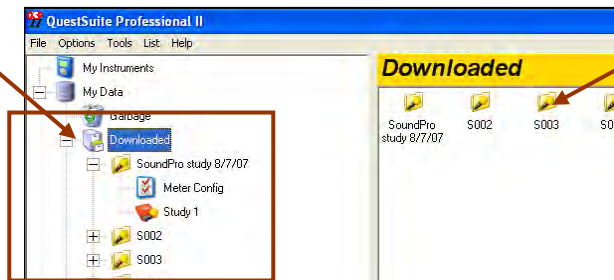 QuestSuite Professional II
File Options Tools List Help
My Instruments
My Data
Garbage
Downloaded
SoundPro study 8/7/07
Meter Config
Study 1
S002
S003
Downloaded
SoundPro
study 8/7/07
S002
S003